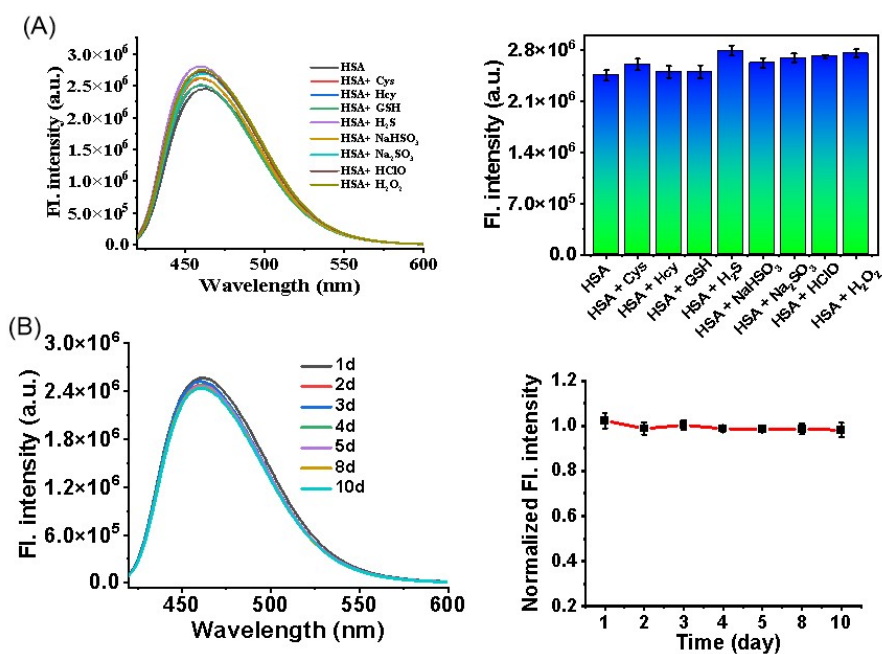 (A)
Fl. intensity (a.u.)
3.0×10⁶
2.5×10⁶
2.0×10⁶
1.5×10⁶
1.0×10⁶
5.0×10⁵
0.0
450
500
550
600
Wavelength (nm)
HSA
HSA+ Cys
HSA+ Hcy
HSA+ GSH
HSA+ H₂S
HSA+ NaHSO₃
HSA+ Na₂SO₃
HSA+ HClO
HSA+ H₂O₂
Fl. intensity (a.u.)
2.8×10⁶
2.1×10⁶
1.4×10⁶
7.0×10⁵
0.0
HSA
HSA + Cys
HSA + Hcy
HSA + GSH
HSA + H₂S
HSA + NaHSO₃
HSA + Na₂SO₃
HSA + HClO
HSA + H₂O₂
(B)
Fl. intensity (a.u.)
3.0×10⁶
2.4×10⁶
1.8×10⁶
1.2×10⁶
6.0×10⁵
0.0
450
500
550
600
Wavelength (nm)
1d
2d
3d
4d
5d
8d
10d
Normalized Fl. intensity
1.2
1.0
0.8
0.6
0.4
0.2
1 2 3 4 5 8 10
Time (day)